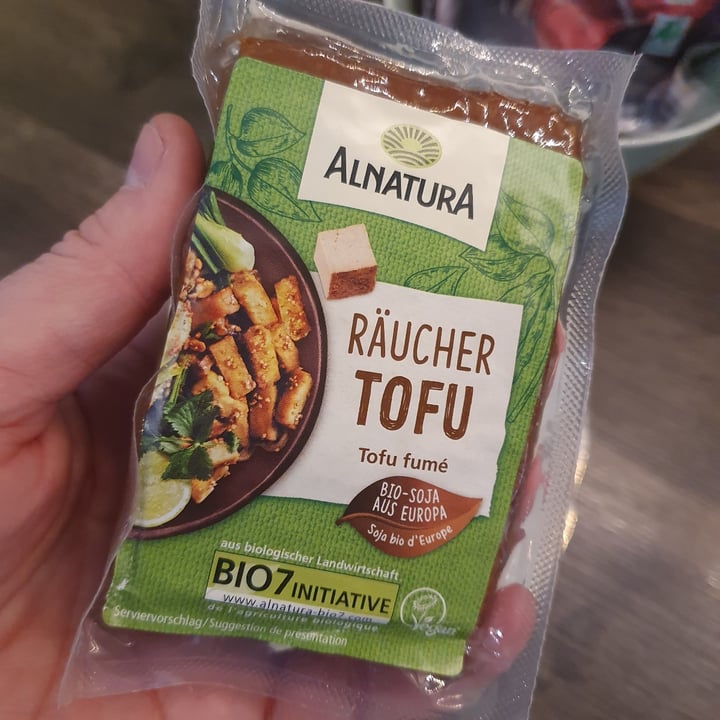 ALNATURA
RÄUCHER
TOFU
Tofu fumé
BIO-SOJA
AUS EUROPA
Soja bio d'Europe
aus biologischer Landwirtschaft
BIO7INITIATIVE
www.alnatura-bio7.com
de l'agriculture biologique
Vegan
Serviervorschlag/Suggestion de présentation